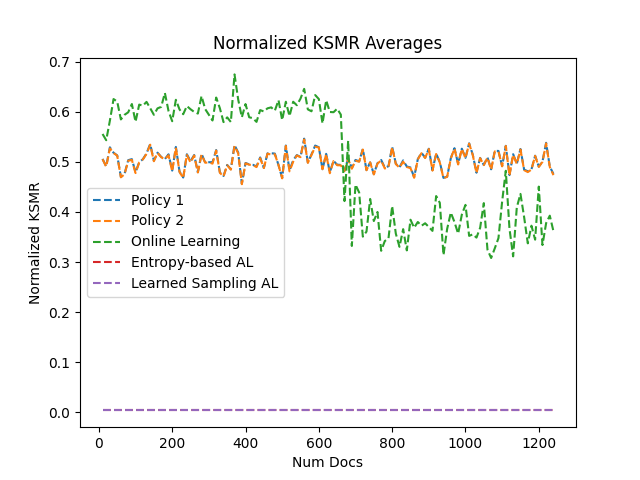 Normalized KSMR Averages
Normalized KSMR
0.7
0.6
0.5
0.4
0.3
0.2
0.1
0.0
Policy 1
Policy 2
Online Learning
Entropy-based AL
Learned Sampling AL
0 200 400 600 800 1000 1200
Num Docs